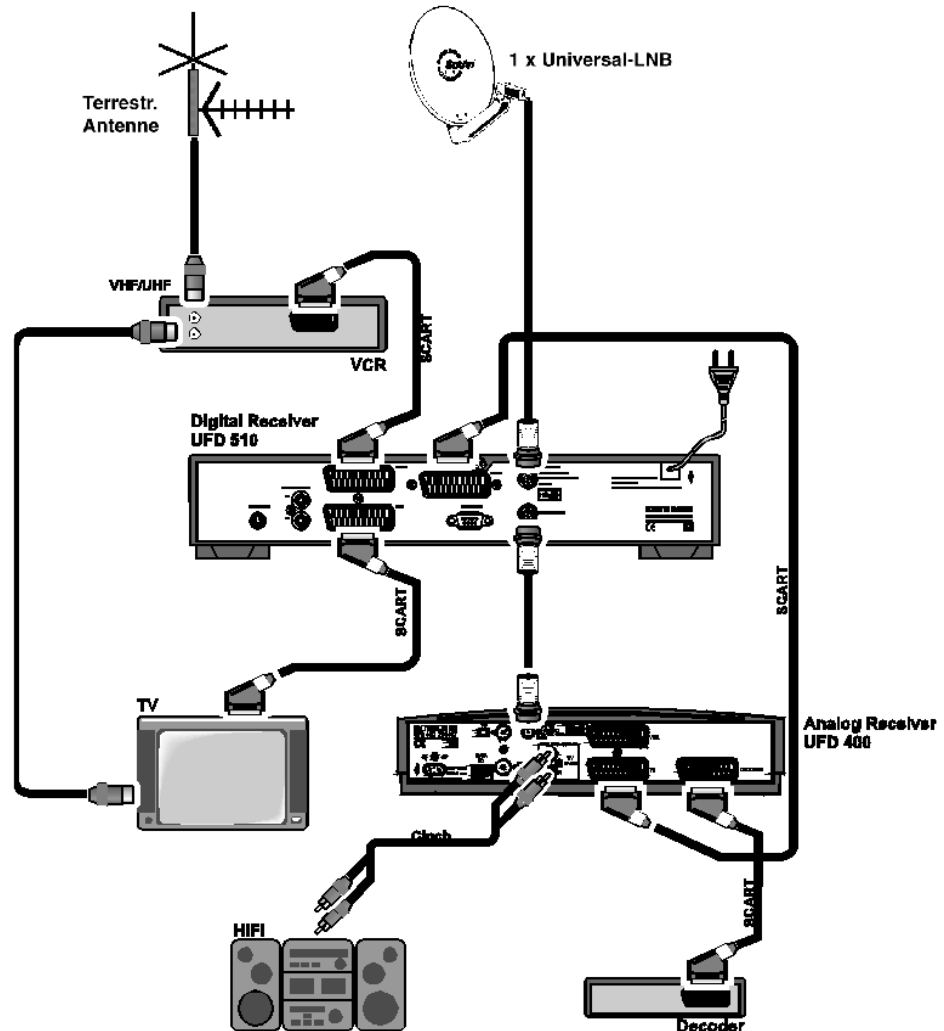 1 x Universal-LNB
Terrestr.
Antenne
VHF/UHF
SCART
VCR
Digital Receiver
UFD 510
SCART
SCART
TV
Analog Receiver
UFD 400
Cinch
SCART
HIFI
Decoder